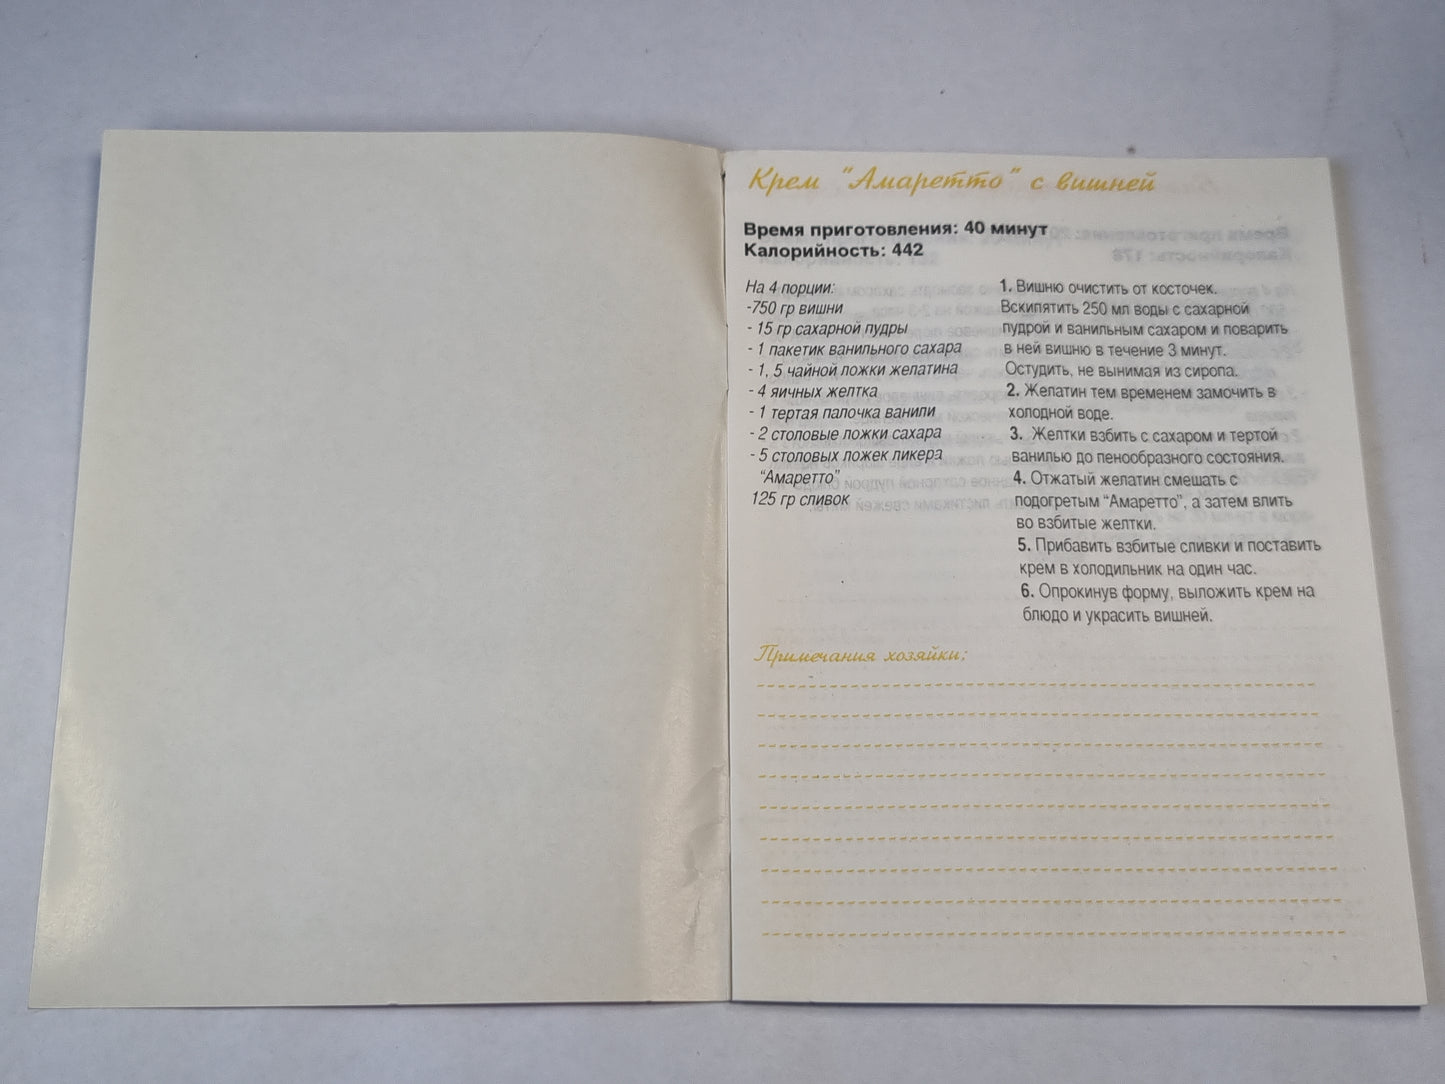 Крем "Амаретто" с вишней
Время приготовления: 40 минут
Калорийность: 442
На 4 порции:
-750 гр вишни
- 15 гр сахарной пудры
- 1 пакетик ванильного сахара
- 1, 5 чайной ложки желатина
- 4 яичных желтка
- 1 тертая палочка ванили
- 2 столовые ложки сахара
- 5 столовых ложек ликера
"Амаретто"
125 гр сливок
1. Вишню очистить от косточек.
Вскипятить 250 мл воды с сахарной
пудрой и ванильным сахаром и поварить
в ней вишню в течение 3 минут.
Остудить, не вынимая из сиропа.
2. Желатин тем временем замочить в
холодной воде.
3. Желтки взбить с сахаром и тертой
ванилью до пенообразного состояния.
4. Отжатый желатин смешать с
подогретым "Амаретто", а затем влить
во взбитые желтки.
5. Прибавить взбитые сливки и поставить
крем в холодильник на один час.
6. Опрокинув форму, выложить крем на
блюдо и украсить вишней.
Примечания хозяйки: